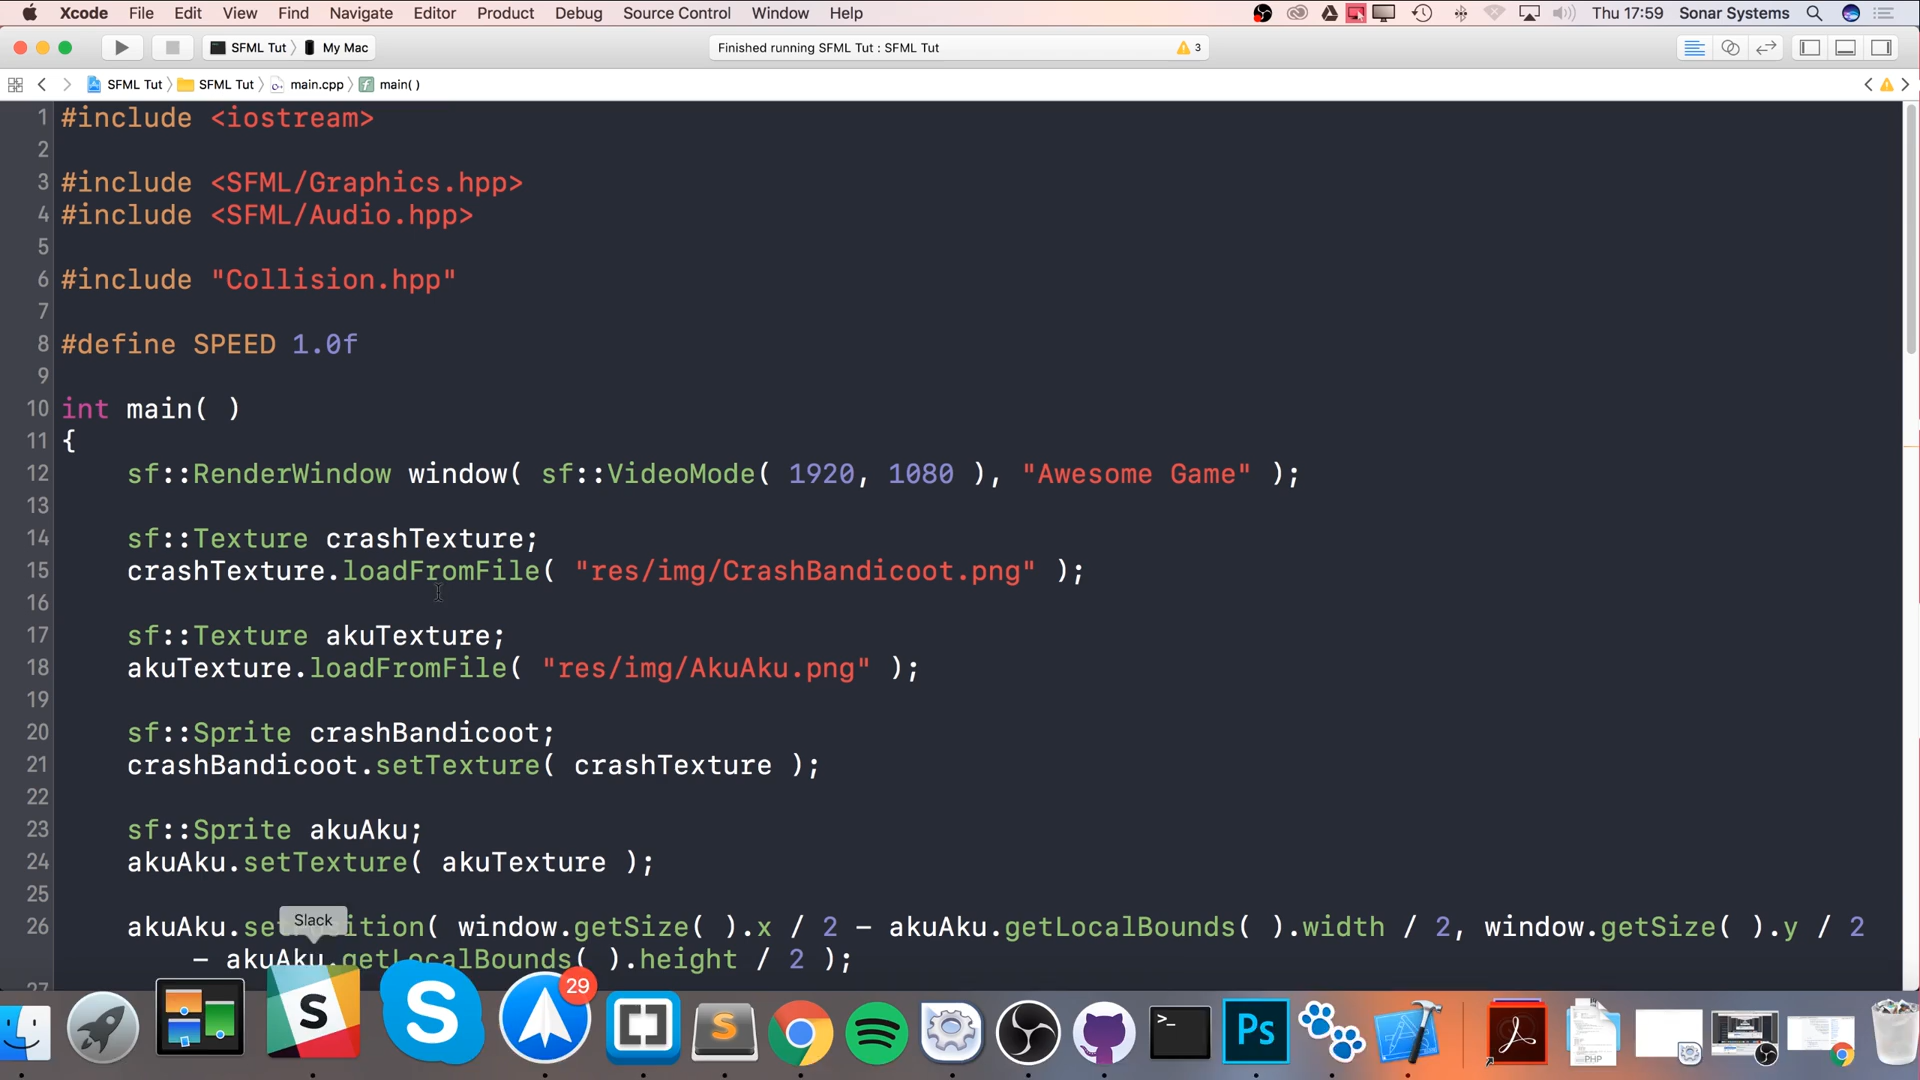 Xcode File Edit View Find Navigate Editor Product Debug Source Control Window Help Thu 17:59 Sonar Systems
SFML Tut My Mac Finished running SFML Tut : SFML Tut 3
SFML Tut SFML Tut main.cpp main( )
1 #include <iostream>
2
3 #include <SFML/Graphics.hpp>
4 #include <SFML/Audio.hpp>
5
6 #include "Collision.hpp"
7
8 #define SPEED 1.0f
9
10 int main( )
11 {
12 sf::RenderWindow window( sf::VideoMode( 1920, 1080 ), "Awesome Game" );
13
14 sf::Texture crashTexture;
15 crashTexture.loadFromFile( "res/img/CrashBandicoot.png" );
16
17 sf::Texture akuTexture;
18 akuTexture.loadFromFile( "res/img/AkuAku.png" );
19
20 sf::Sprite crashBandicoot;
21 crashBandicoot.setTexture( crashTexture );
22
23 sf::Sprite akuAku;
24 akuAku.setTexture( akuTexture );
25
Slack
26 akuAku.se ition( window.getSize( ).x / 2 - akuAku.getLocalBounds( ).width / 2, window.getSize( ).y / 2
- akuAku.getLocalBounds( ).height / 2 );
27
29
S S S Ps
>_
PHP